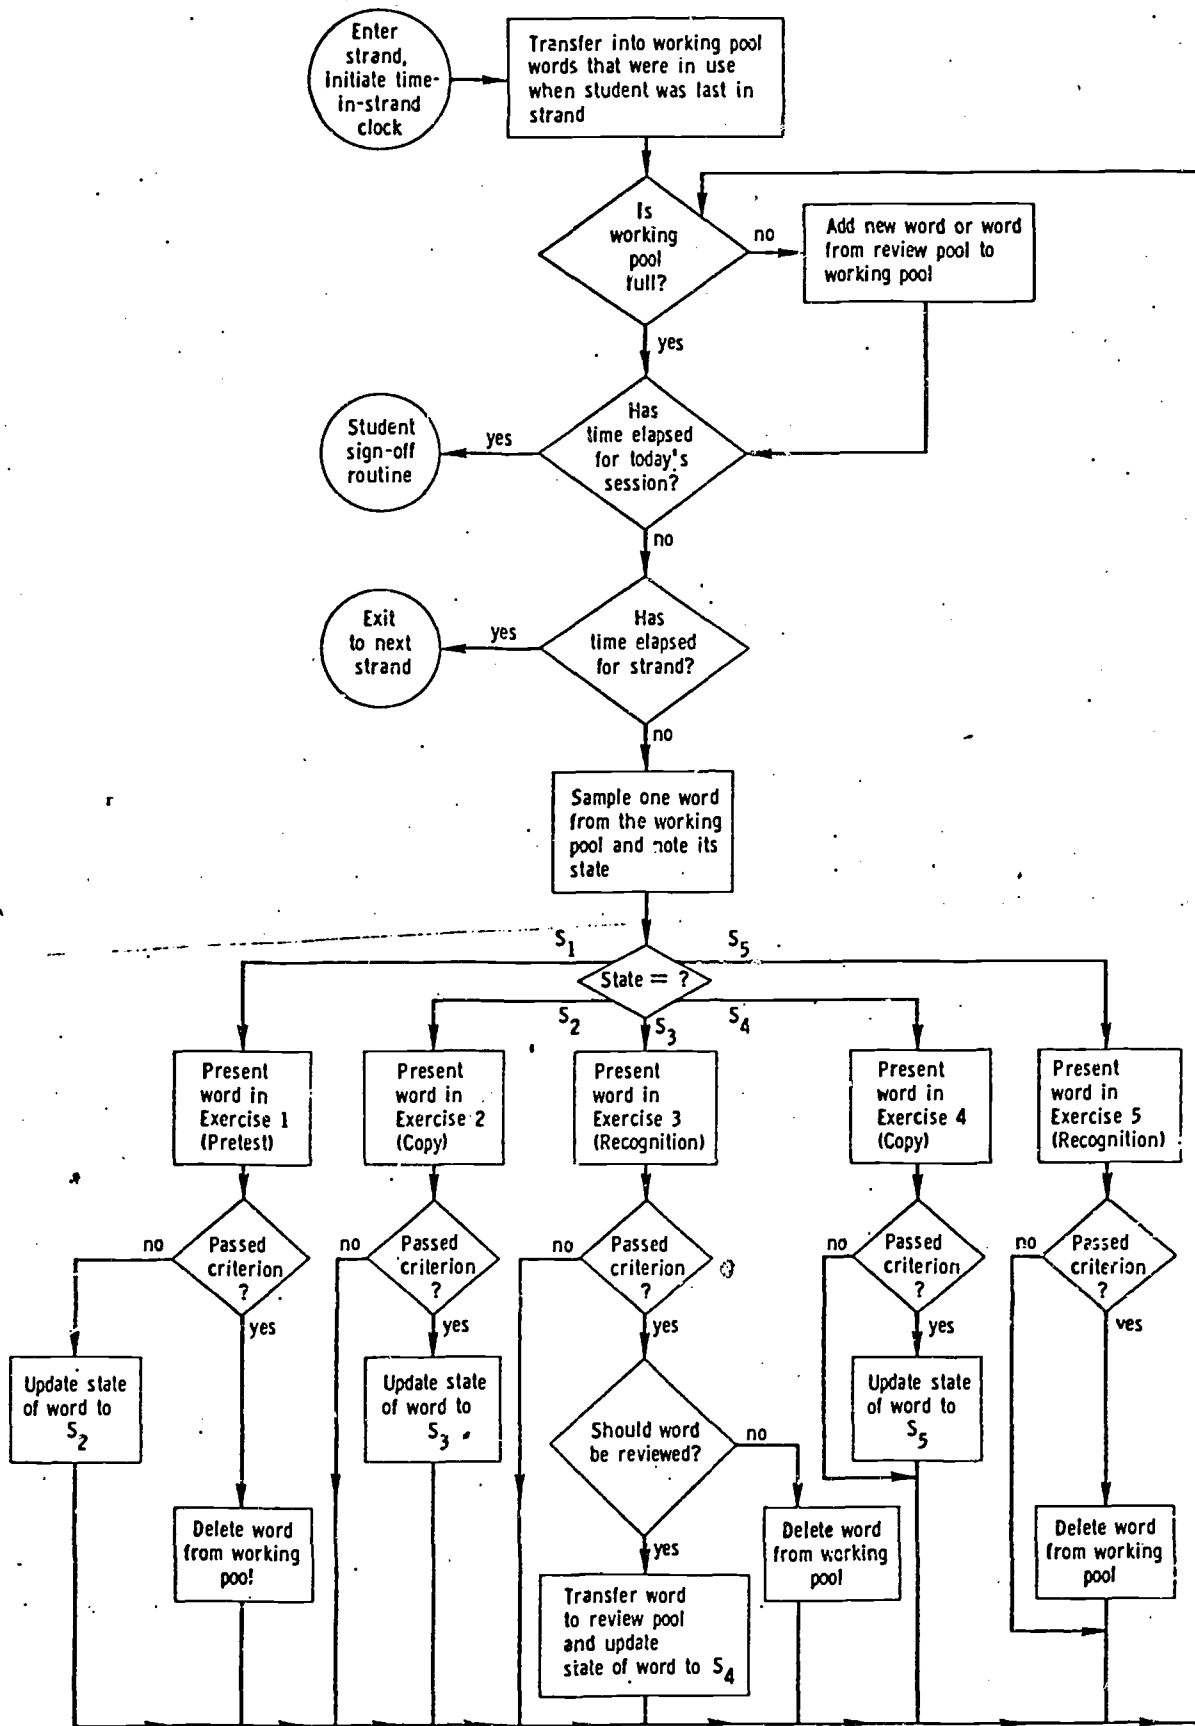 Enter
strand,
initiate time-
in-strand
clock
Transfer into working pool
words that were in use
when student was last in
strand
Is
working
pool
full?
no
Add new word or word
from review pool to
working pool
yes
Has
time elapsed
for today's
session?
yes
Student
sign-off
routine
no
Has
time elapsed
for strand?
yes
Exit
to next
strand
no
Sample one word
from the working
pool and note its
state
State = ?
S1
S2
S3
S4
S5
Present
word in
Exercise 1
(Pretest)
Present
word in
Exercise 2
(Copy)
Present
word in
Exercise 3
(Recognition)
Present
word in
Exercise 4
(Copy)
Present
word in
Exercise 5
(Recognition)
no
Passed
criterion
?
yes
no
Passed
criterion
?
yes
no
Passed
criterion
?
yes
no
Passed
criterion
?
yes
no
Passed
criterion
?
yes
Update state
of word to
S2
Update state
of word to
S3
Should word
be reviewed?
no
yes
Update state
of word to
S5
Delete word
from working
pool
Transfer word
to review pool
and update
state of word to S4
Delete word
from working
pool
Delete word
from working
pool